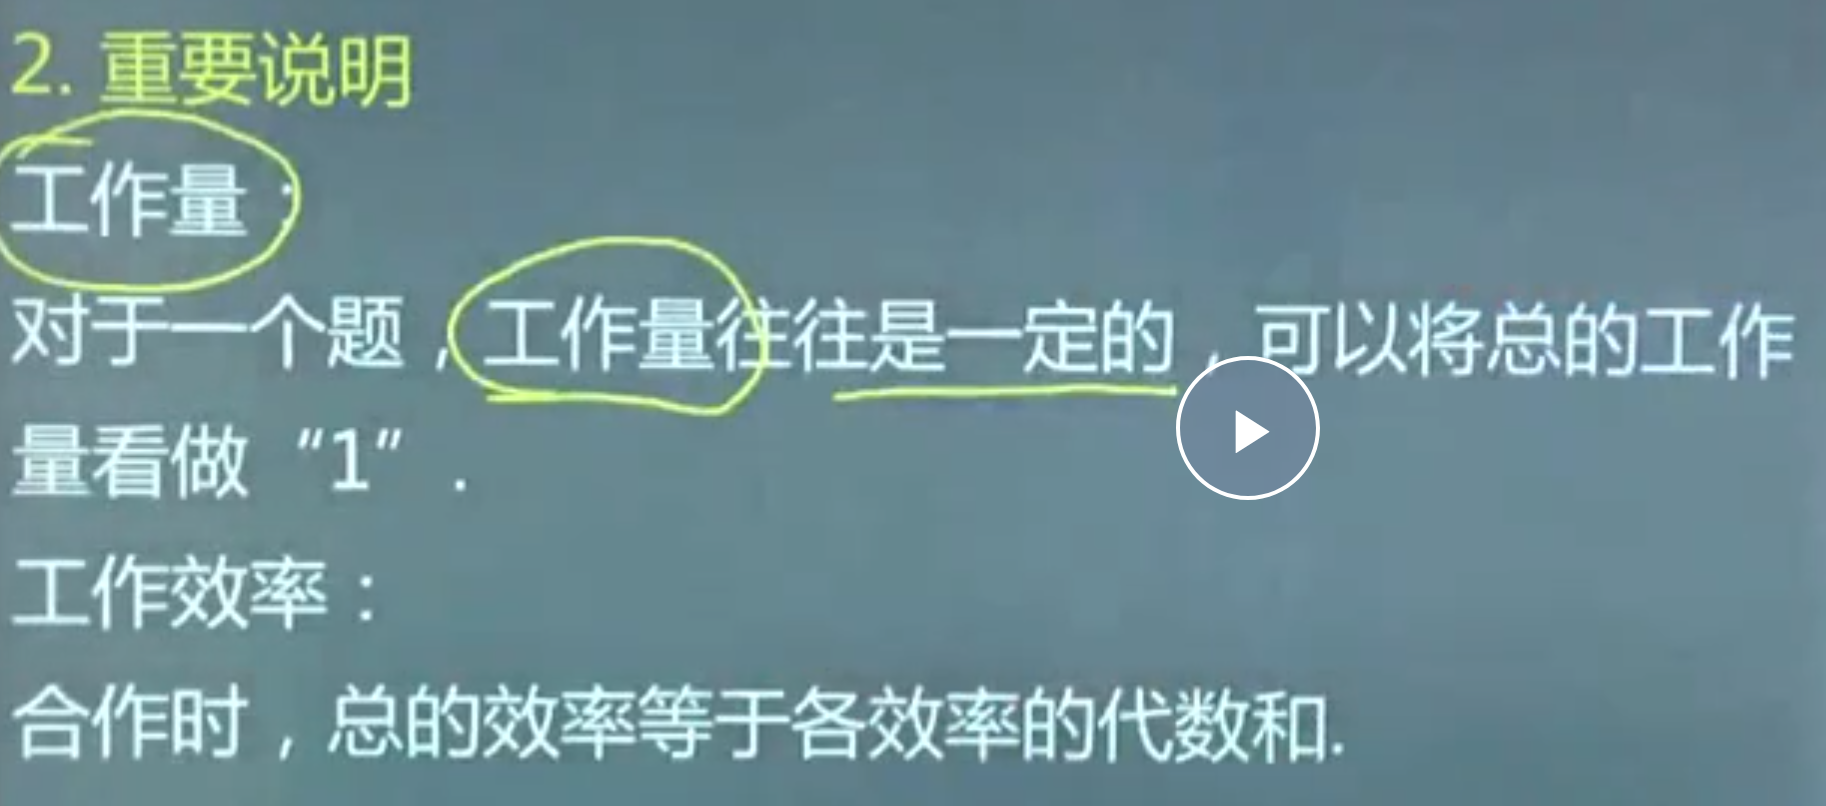 2. 重要说明
工作量：
对于一个题，工作量往往是一定的，可以将总的工作
量看做“1”.
工作效率：
合作时，总的效率等于各效率的代数和.